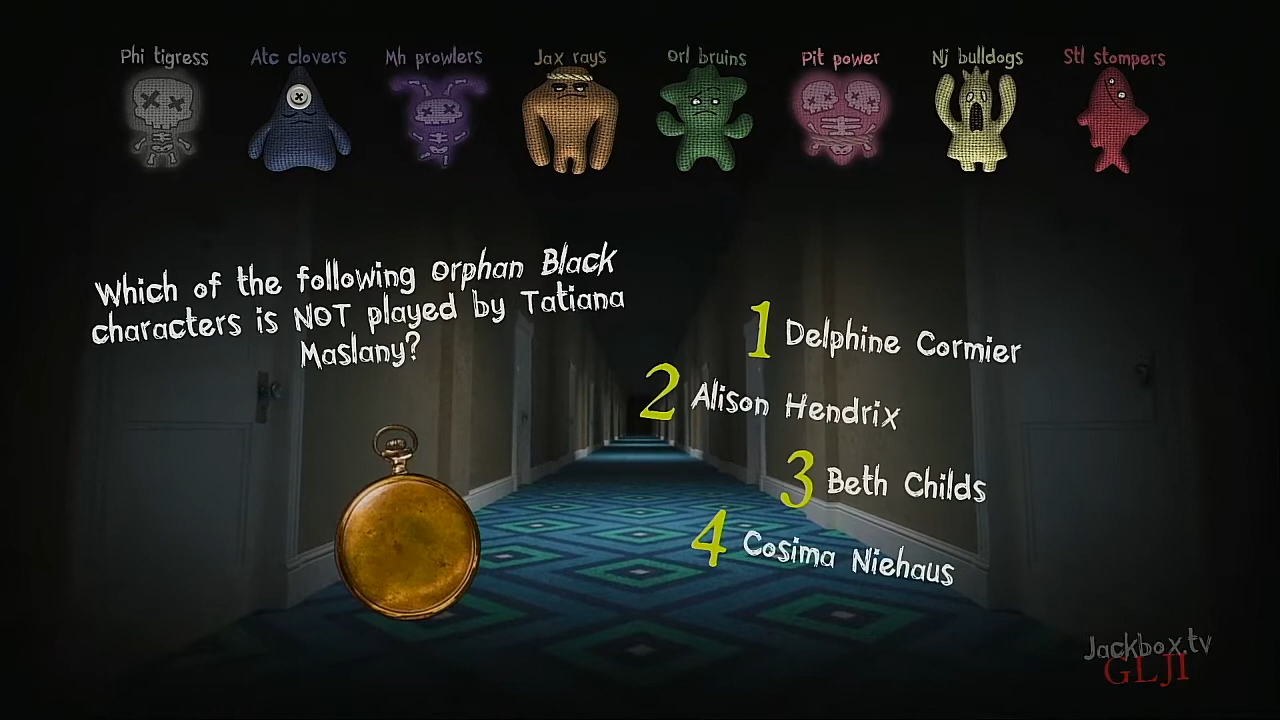 Phi tigress
Atc clovers
Mh prowlers
Jax rays
Orl bruins
Pit power
Nj bulldogs
Stl stompers
Which of the following Orphan Black
characters is NOT played by Tatiana
Maslany?
1 Delphine Cormier
2 Alison Hendrix
3 Beth Childs
4 Cosima Niehaus
Jackbox.tv
GLJI